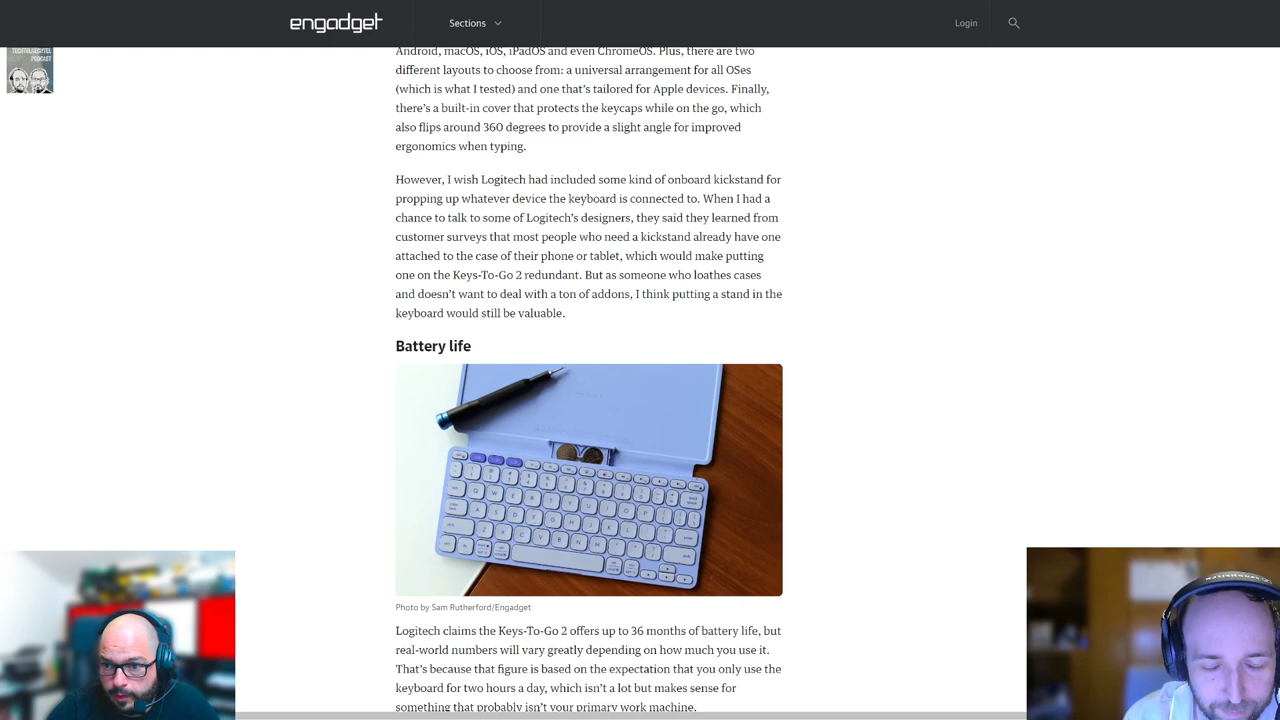 engadget
Sections
Login
TECHTELMECHTEL
PODCAST
Android, macOS, iOS, iPadOS and even ChromeOS. Plus, there are two
different layouts to choose from: a universal arrangement for all OSes
(which is what I tested) and one that’s tailored for Apple devices. Finally,
there’s a built-in cover that protects the keycaps while on the go, which
also flips around 360 degrees to provide a slight angle for improved
ergonomics when typing.
However, I wish Logitech had included some kind of onboard kickstand for
propping up whatever device the keyboard is connected to. When I had a
chance to talk to some of Logitech’s designers, they said they learned from
customer surveys that most people who need a kickstand already have one
attached to the case of their phone or tablet, which would make putting
one on the Keys-To-Go 2 redundant. But as someone who loathes cases
and doesn’t want to deal with a ton of addons, I think putting a stand in the
keyboard would still be valuable.
Battery life
Photo by Sam Rutherford/Engadget
Logitech claims the Keys-To-Go 2 offers up to 36 months of battery life, but
real-world numbers will vary greatly depending on how much you use it.
That’s because that figure is based on the expectation that you only use the
keyboard for two hours a day, which isn’t a lot but makes sense for
something that probably isn’t your primary work machine.